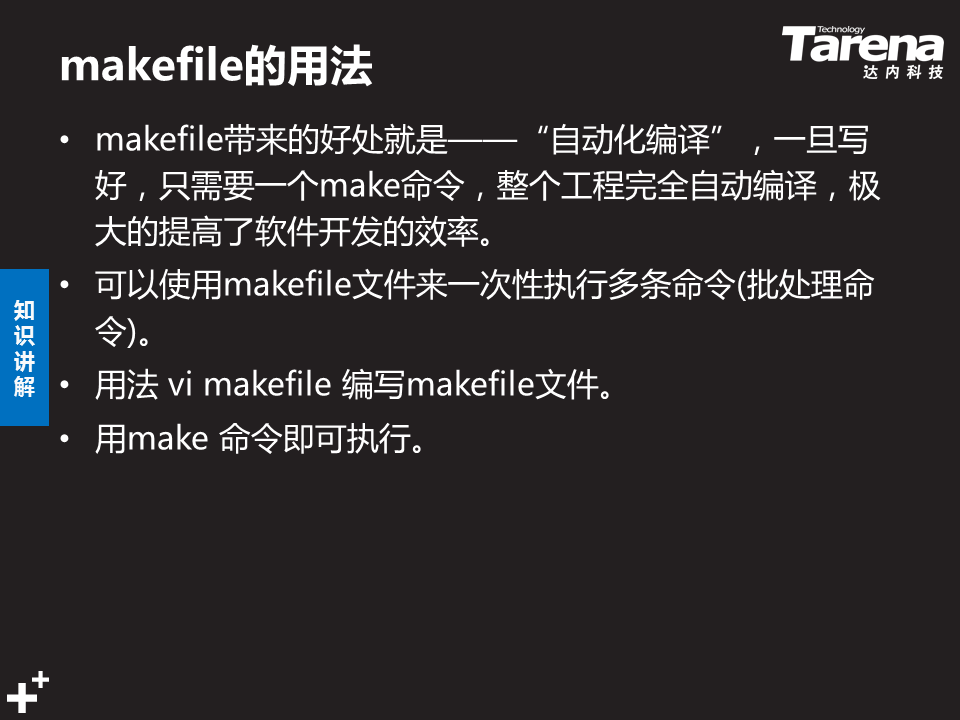 Technology
Tarena
达内科技
makefile的用法
• makefile带来的好处就是——“自动化编译”，一旦写
好，只需要一个make命令，整个工程完全自动编译，极
大的提高了软件开发的效率。
• 可以使用makefile文件来一次性执行多条命令(批处理命
令)。
• 用法 vi makefile 编写makefile文件。
• 用make 命令即可执行。
知
识
讲
解